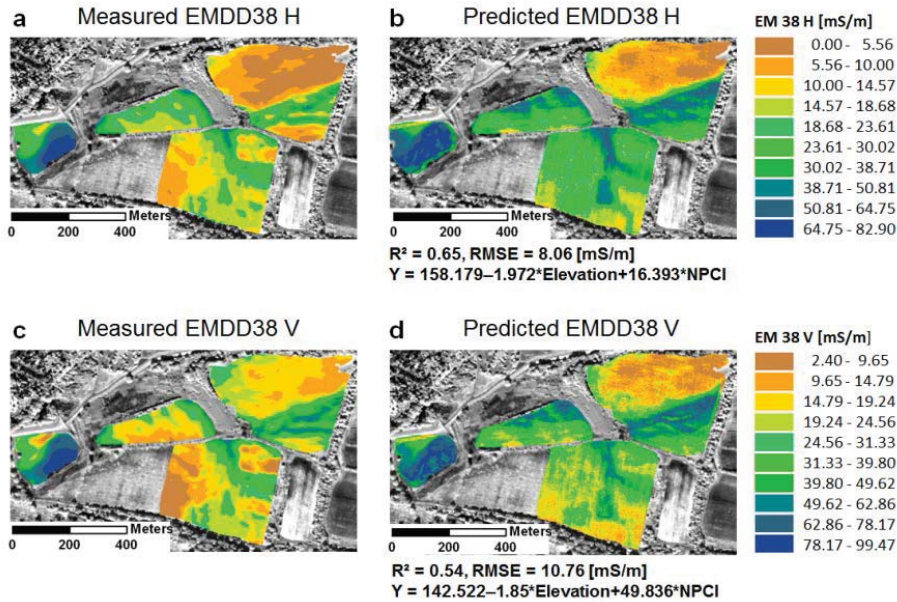 a Measured EMDD38 H
b Predicted EMDD38 H
EM 38 H [mS/m]
0.00 - 5.56
5.56 - 10.00
10.00 - 14.57
14.57 - 18.68
18.68 - 23.61
23.61 - 30.02
30.02 - 38.71
38.71 - 50.81
50.81 - 64.75
64.75 - 82.90
Meters
0 200 400
Meters
0 200 400
R² = 0.65, RMSE = 8.06 [mS/m]
Y = 158.179–1.972*Elevation+16.393*NPCI
c Measured EMDD38 V
d Predicted EMDD38 V
EM 38 V [mS/m]
2.40 - 9.65
9.65 - 14.79
14.79 - 19.24
19.24 - 24.56
24.56 - 31.33
31.33 - 39.80
39.80 - 49.62
49.62 - 62.86
62.86 - 78.17
78.17 - 99.47
Meters
0 200 400
Meters
0 200 400
R² = 0.54, RMSE = 10.76 [mS/m]
Y = 142.522–1.85*Elevation+49.836*NPCI